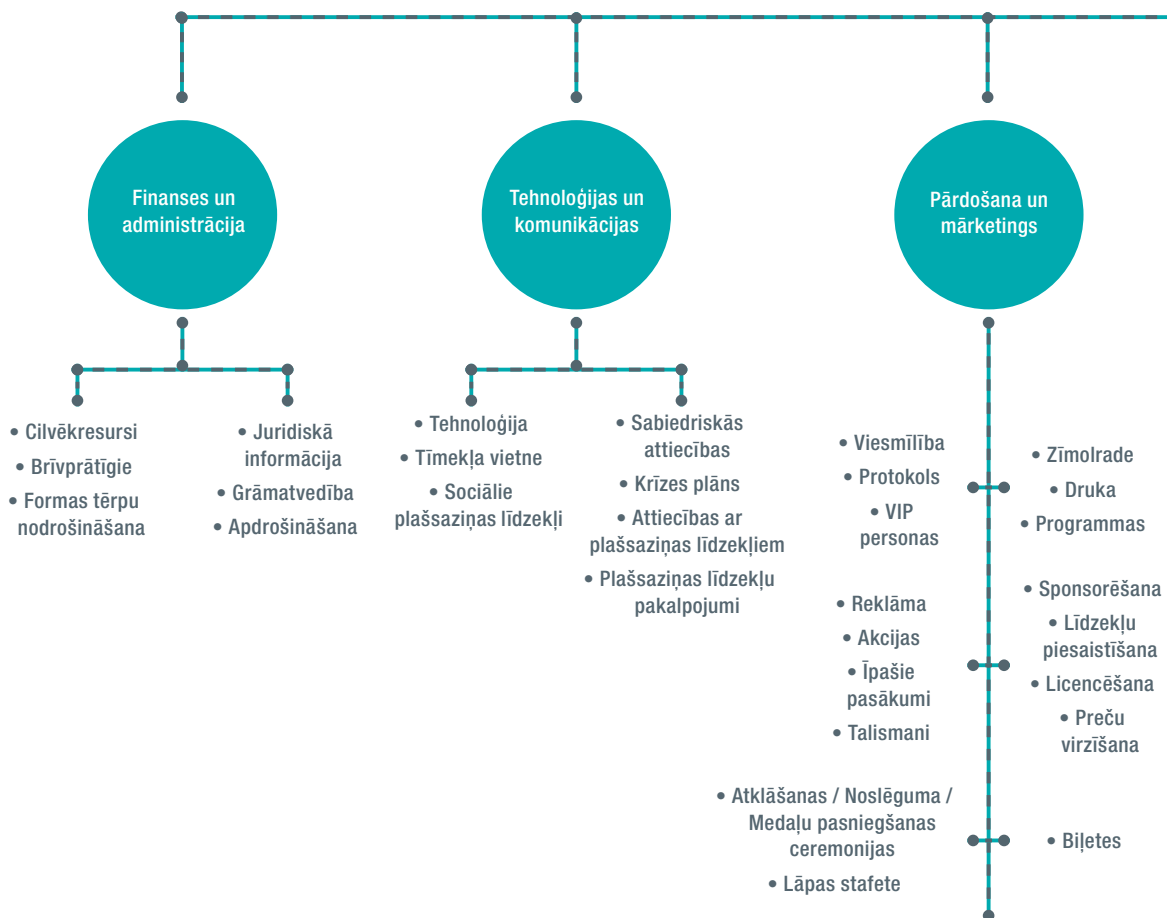 Finanses un
administrācija
Tehnoloģijas un
komunikācijas
Pārdošana un
mārketings
• Cilvēkresursi
• Brīvprātīgie
• Formas tērpu
nodrošināšana
• Juridiskā
informācija
• Grāmatvedība
• Apdrošināšana
• Tehnoloģija
• Tīmekļa vietne
• Sociālie
plašsaziņas līdzekļi
• Sabiedriskās
attiecības
• Krīzes plāns
• Attiecības ar
plašsaziņas līdzekļiem
• Plašsaziņas līdzekļu
pakalpojumi
• Viesmīlība
• Protokols
• VIP
personas
• Zīmolrade
• Druka
• Programmas
• Reklāma
• Akcijas
• Īpašie
pasākumi
• Talismani
• Sponsorēšana
• Līdzekļu
piesaistīšana
• Licencēšana
• Preču
virzīšana
• Atklāšanas / Noslēguma /
Medaļu pasniegšanas
ceremonijas
• Lāpas stafete
• Biļetes